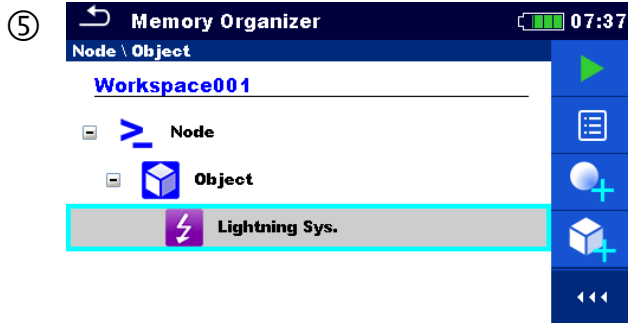 ⑤
Memory Organizer 07:37
Node \ Object
Workspace001
Node
Object
Lightning Sys.